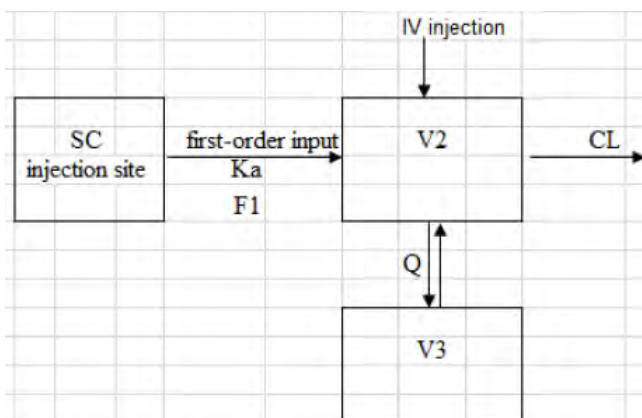 IV injection
SC
injection site
first-order input
Ka
F1
V2
CL
Q
V3